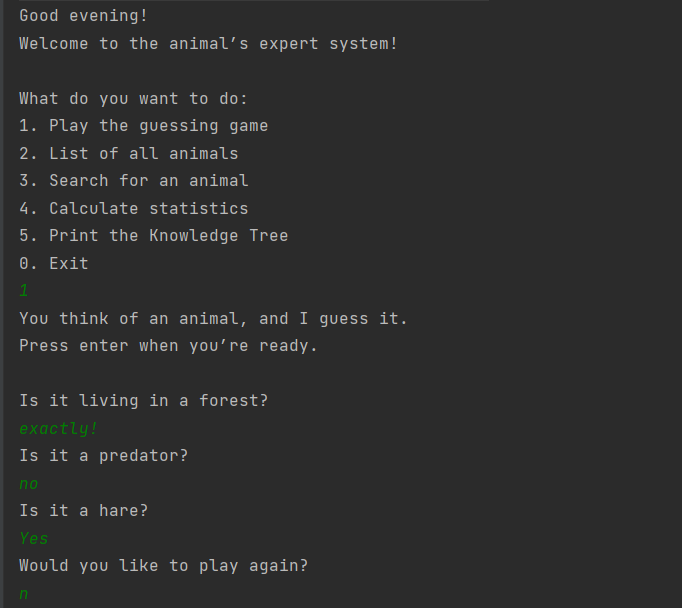 Good evening!
Welcome to the animal’s expert system!
What do you want to do:
1. Play the guessing game
2. List of all animals
3. Search for an animal
4. Calculate statistics
5. Print the Knowledge Tree
0. Exit
1
You think of an animal, and I guess it.
Press enter when you’re ready.
Is it living in a forest?
exactly!
Is it a predator?
no
Is it a hare?
Yes
Would you like to play again?
n